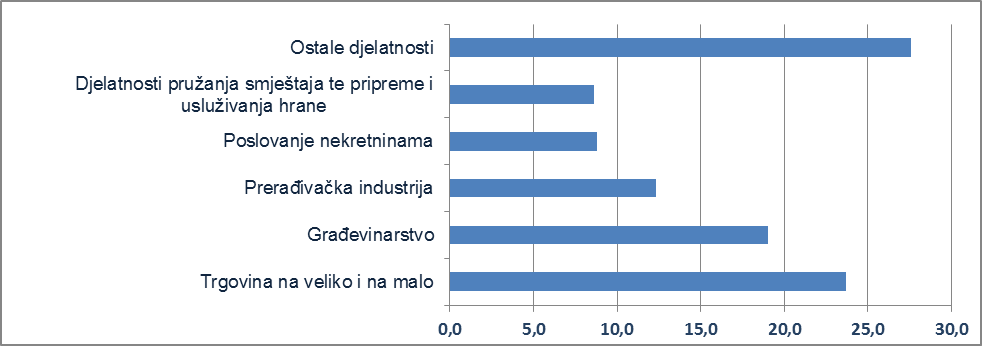 Ostale djelatnosti
Djelatnosti pružanja smještaja te pripreme i
usluživanja hrane
Poslovanje nekretninama
Prerađivačka industrija
Građevinarstvo
Trgovina na veliko i na malo
0,0 5,0 10,0 15,0 20,0 25,0 30,0